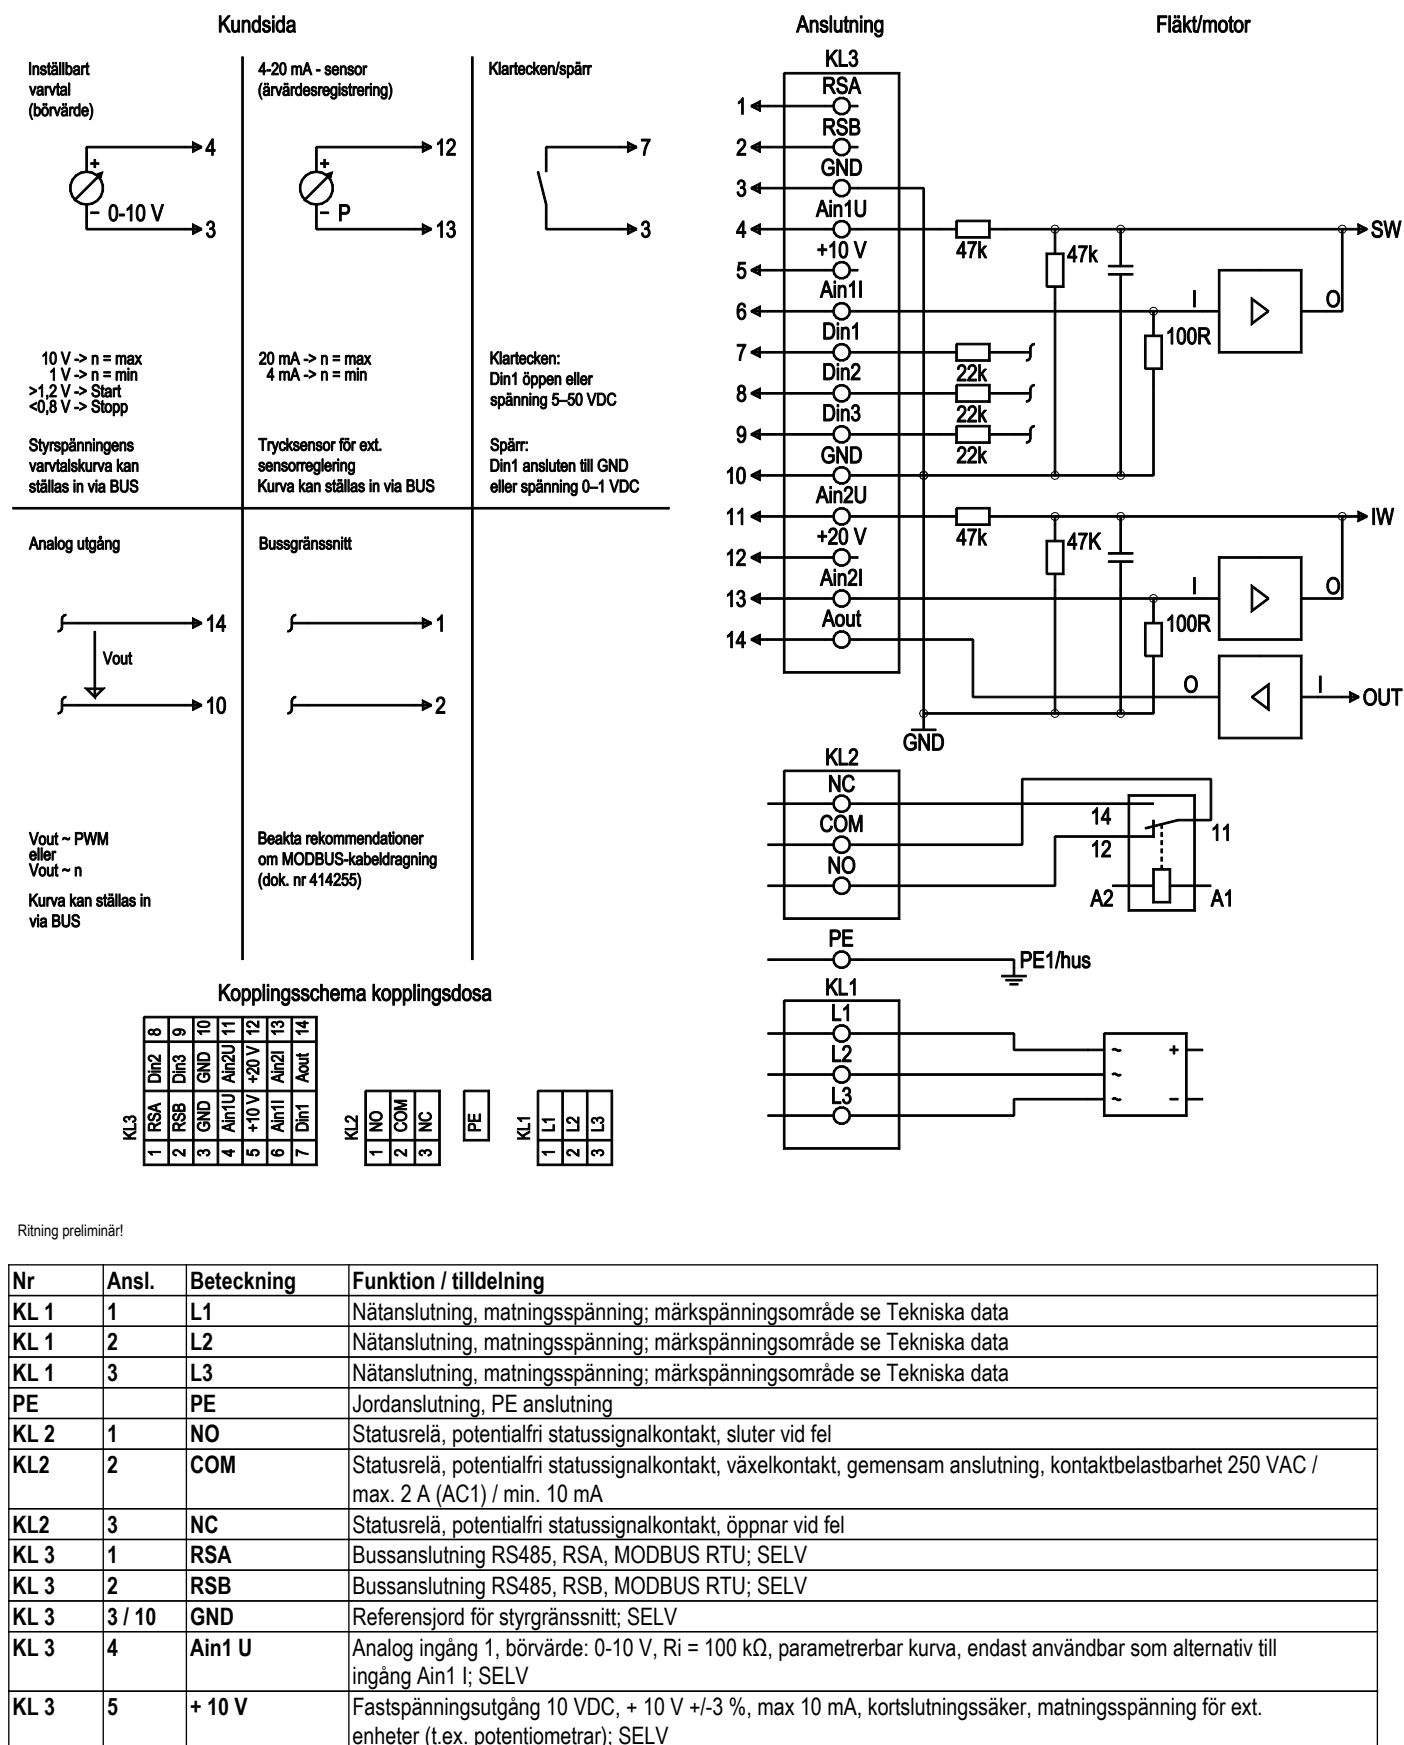 Kundsida
Anslutning
Fläkt/motor
Inställbart
varvtal
(börvärde)
4
+
- 0-10 V
3
10 V -> n = max
1 V -> n = min
>1,2 V -> Start
<0,8 V -> Stopp
Styrspänningens
varvtalskurva kan
ställas in via BUS
4-20 mA - sensor
(ärvärdesregistrering)
12
+
- P
13
20 mA -> n = max
4 mA -> n = min
Trycksensor för ext.
sensorreglering
Kurva kan ställas in via BUS
Klartecken/spärr
7
3
Klartecken:
Din1 öppen eller
spänning 5–50 VDC
Spärr:
Din1 ansluten till GND
eller spänning 0–1 VDC
Analog utgång
14
Vout
10
Vout ~ PWM
eller
Vout ~ n
Kurva kan ställas in
via BUS
Bussgränssnitt
1
2
Beakta rekommendationer
om MODBUS-kabeldragning
(dok. nr 414255)
KL3
RSA
1
RSB
2
GND
3
Ain1U
4
47k
47k
SW
+10 V
5
Ain1I
6
I
O
100R
Din1
7
22k
Din2
8
22k
Din3
9
22k
GND
10
Ain2U
11
47k
47K
IW
+20 V
12
Ain2I
13
I
O
100R
Aout
14
O
I
OUT
GND
KL2
NC
COM
NO
14
12
11
A2
A1
PE
PE1/hus
KL1
L1
L2
L3
~
~
~
+
-
Kopplingsschema kopplingsdosa
KL3
8 9 10 11 12 13 14
Din2 Din3 GND Ain2U +20 V Ain2I Aout
RSA RSB GND Ain1U +10 V Ain1I Din1
1 2 3 4 5 6 7
KL2
NO COM NC
1 2 3
PE
KL1
L1 L2 L3
1 2 3
Ritning preliminär!
Nr Ansl. Beteckning Funktion / tilldelning
KL 1 1 L1 Nätanslutning, matningsspänning; märkspänningsområde se Tekniska data
KL 1 2 L2 Nätanslutning, matningsspänning; märkspänningsområde se Tekniska data
KL 1 3 L3 Nätanslutning, matningsspänning; märkspänningsområde se Tekniska data
PE PE Jordanslutning, PE anslutning
KL 2 1 NO Statusrelä, potentialfri statussignalkontakt, sluter vid fel
KL2 2 COM Statusrelä, potentialfri statussignalkontakt, växelkontakt, gemensam anslutning, kontaktbelastbarhet 250 VAC /
max. 2 A (AC1) / min. 10 mA
KL2 3 NC Statusrelä, potentialfri statussignalkontakt, öppnar vid fel
KL 3 1 RSA Bussanslutning RS485, RSA, MODBUS RTU; SELV
KL 3 2 RSB Bussanslutning RS485, RSB, MODBUS RTU; SELV
KL 3 3 / 10 GND Referensjord för styrgränssnitt; SELV
KL 3 4 Ain1 U Analog ingång 1, börvärde: 0-10 V, Ri = 100 kΩ, parametrerbar kurva, endast användbar som alternativ till
ingång Ain1 I; SELV
KL 3 5 + 10 V Fastspänningsutgång 10 VDC, + 10 V +/-3 %, max 10 mA, kortslutningssäker, matningsspänning för ext.
enheter (t.ex. potentiometrar); SELV